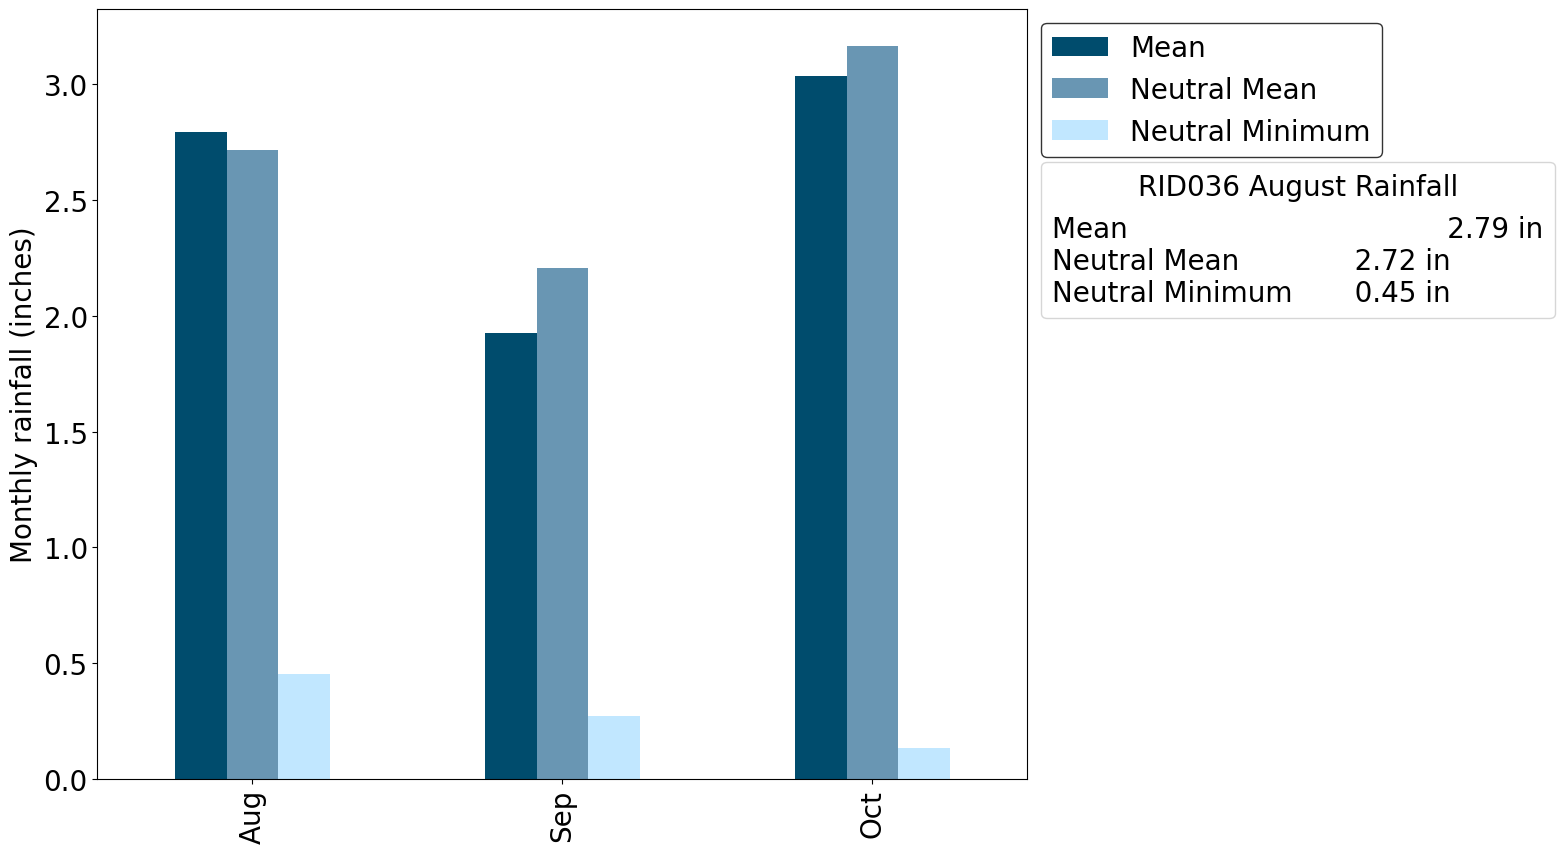 Monthly rainfall (inches)
3.0
2.5
2.0
1.5
1.0
0.5
0.0
Aug
Sep
Oct
Mean
Neutral Mean
Neutral Minimum
RID036 August Rainfall
Mean 2.79 in
Neutral Mean 2.72 in
Neutral Minimum 0.45 in